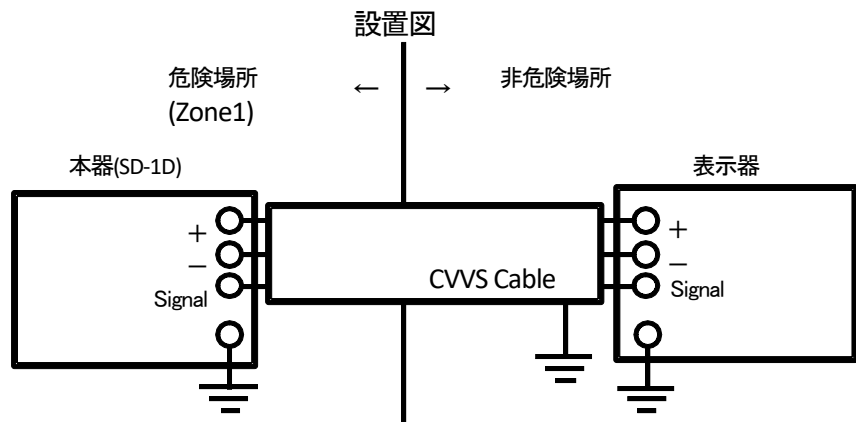 設置図
危険場所
(Zone1)
← →
非危険場所
本器(SD-1D)
表示器
+
−
Signal
CVVS Cable
+
−
Signal